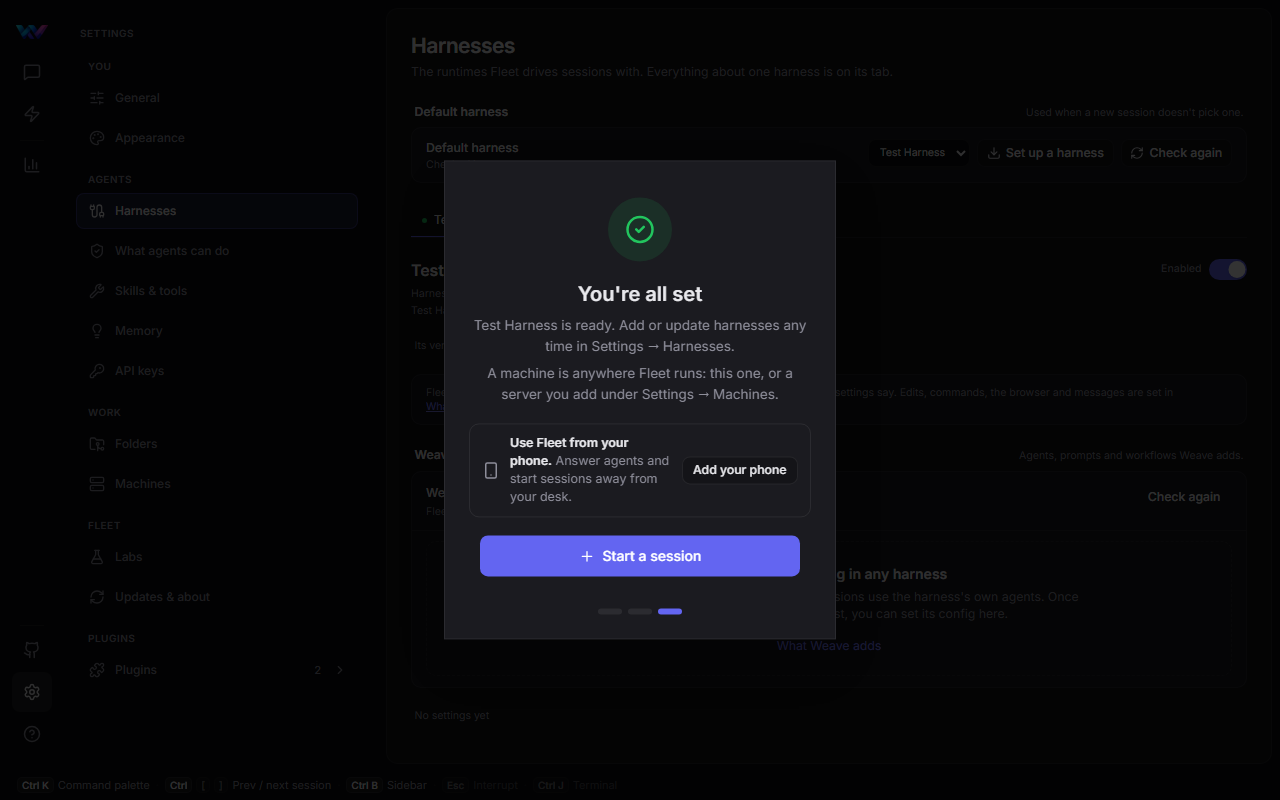 SETTINGS
YOU
General
Appearance
AGENTS
Harnesses
What agents can do
Skills & tools
Memory
API keys
WORK
Folders
Machines
FLEET
Labs
Updates & about
PLUGINS
Plugins 2
Harnesses
The runtimes Fleet drives sessions with. Everything about one harness is on its tab.
Default harness Used when a new session doesn't pick one.
Default harness
Test Harness Set up a harness Check again
Test
Enabled
Its
settings say. Edits, commands, the browser and messages are set in
Agents, prompts and workflows Weave adds.
Check again
in any harness
use the harness's own agents. Once
you can set its config here.
What Weave adds
No settings yet
You're all set
Test Harness is ready. Add or update harnesses any
time in Settings → Harnesses.
A machine is anywhere Fleet runs: this one, or a
server you add under Settings → Machines.
Use Fleet from your
phone. Answer agents and
start sessions away from
your desk.
Add your phone
Start a session
Ctrl K Command palette Ctrl [ ] Prev / next session Ctrl B Sidebar Esc Interrupt Ctrl J Terminal